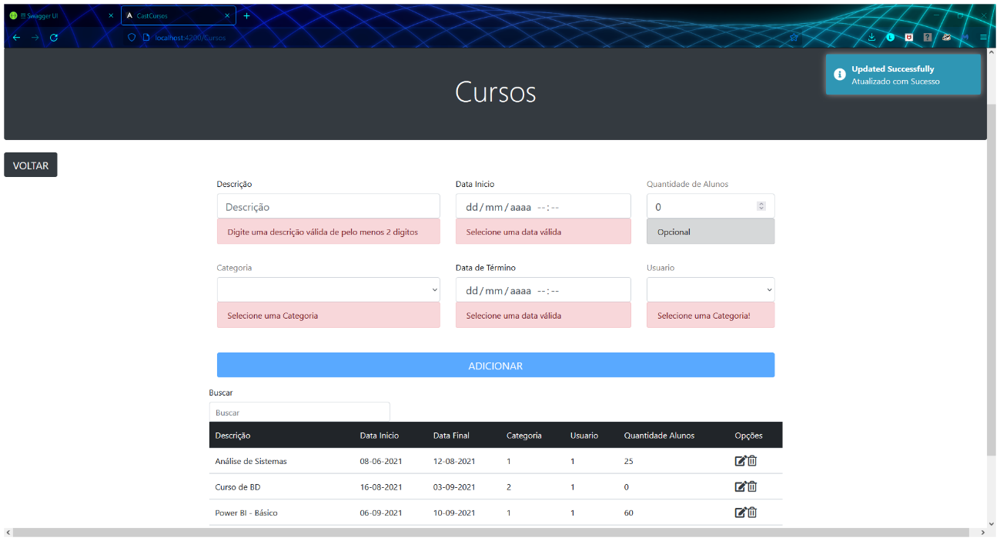 Swagger UI
CastCursos
localhost:4200/Cursos
Updated Successfully
Atualizado com Sucesso
Cursos
VOLTAR
Descrição Data Inicio Quantidade de Alunos
Descrição dd/mm/aaaa --:-- 0
Digite uma descrição válida de pelo menos 2 digitos Selecione uma data válida Opcional
Categoria Data de Término Usuario
dd/mm/aaaa --:--
Selecione uma Categoria Selecione uma data válida Selecione uma Categoria!
ADICIONAR
Buscar
Buscar
Descrição Data Inicio Data Final Categoria Usuario Quantidade Alunos Opções
Análise de Sistemas 08-06-2021 12-08-2021 1 1 25
Curso de BD 16-08-2021 03-09-2021 2 1 0
Power BI - Básico 06-09-2021 10-09-2021 1 1 60